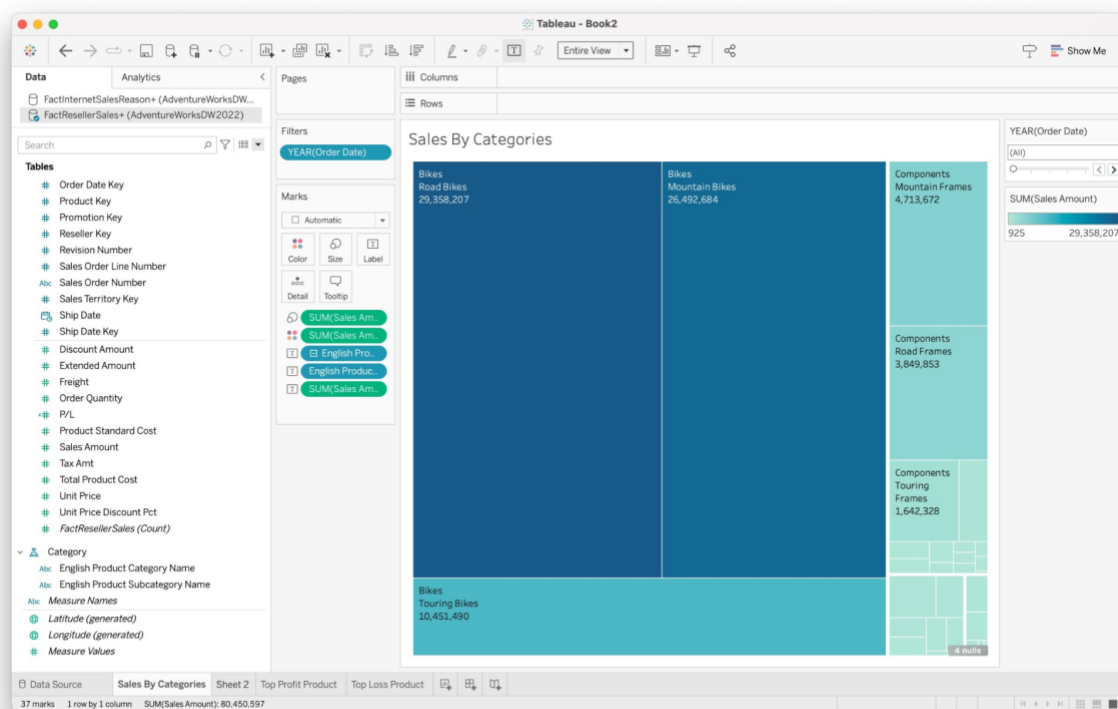 Tableau - Book2
Entire View
Show Me
Data
Analytics
FactInternetSalesReason+ (AdventureWorksDW...
FactResellerSales+ (AdventureWorksDW2022)
Search
Tables
# Order Date Key
# Product Key
# Promotion Key
# Reseller Key
# Revision Number
# Sales Order Line Number
Abc Sales Order Number
# Sales Territory Key
Ship Date
# Ship Date Key
# Discount Amount
# Extended Amount
# Freight
# Order Quantity
=# P/L
# Product Standard Cost
# Sales Amount
# Tax Amt
# Total Product Cost
# Unit Price
# Unit Price Discount Pct
# FactResellerSales (Count)
Category
Abc English Product Category Name
Abc English Product Subcategory Name
Abc Measure Names
Latitude (generated)
Longitude (generated)
# Measure Values
Pages
Filters
YEAR(Order Date)
Marks
Automatic
Color
Size
Label
Detail
Tooltip
SUM(Sales Am..
SUM(Sales Am..
English Pro..
English Produc..
SUM(Sales Am..
Columns
Rows
Sales By Categories
Bikes
Road Bikes
29,358,207
Bikes
Mountain Bikes
26,492,684
Bikes
Touring Bikes
10,451,490
Components
Mountain Frames
4,713,672
Components
Road Frames
3,849,853
Components
Touring
Frames
1,642,328
4 nulls
YEAR(Order Date)
(All)
SUM(Sales Amount)
925 29,358,207
Data Source
Sales By Categories
Sheet 2
Top Profit Product
Top Loss Product
37 marks 1 row by 1 column SUM(Sales Amount): 80,450,597